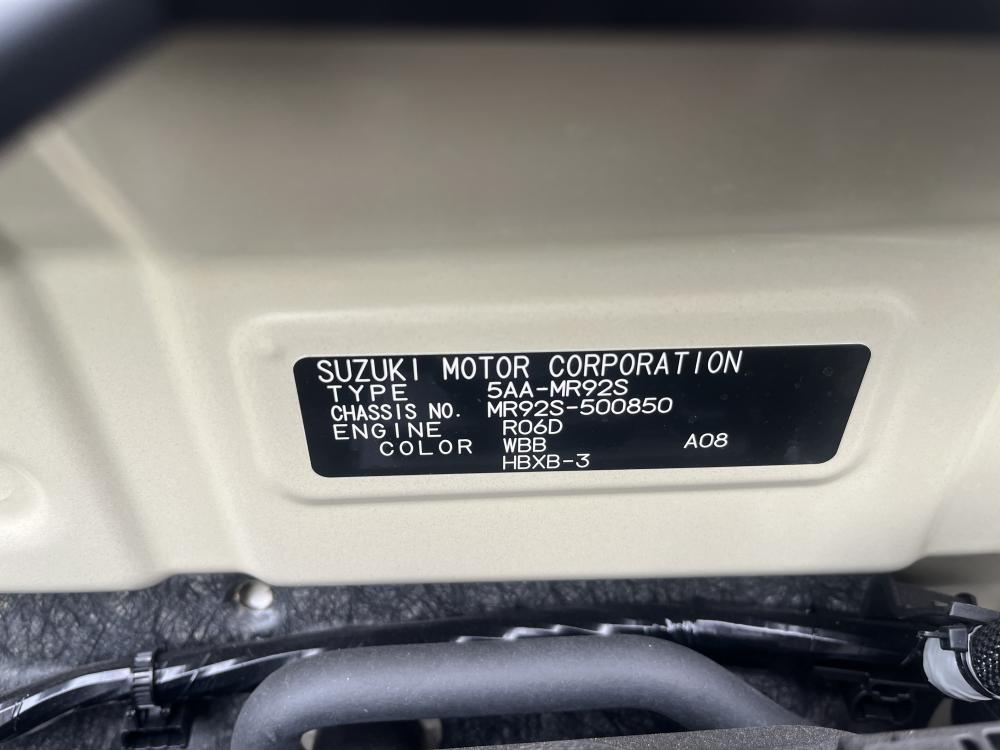 SUZUKI MOTOR CORPORATION
TYPE 5AA-MR92S
CHASSIS NO. MR92S-500850
ENGINE R06D
COLOR WBB A08
HBXB-3